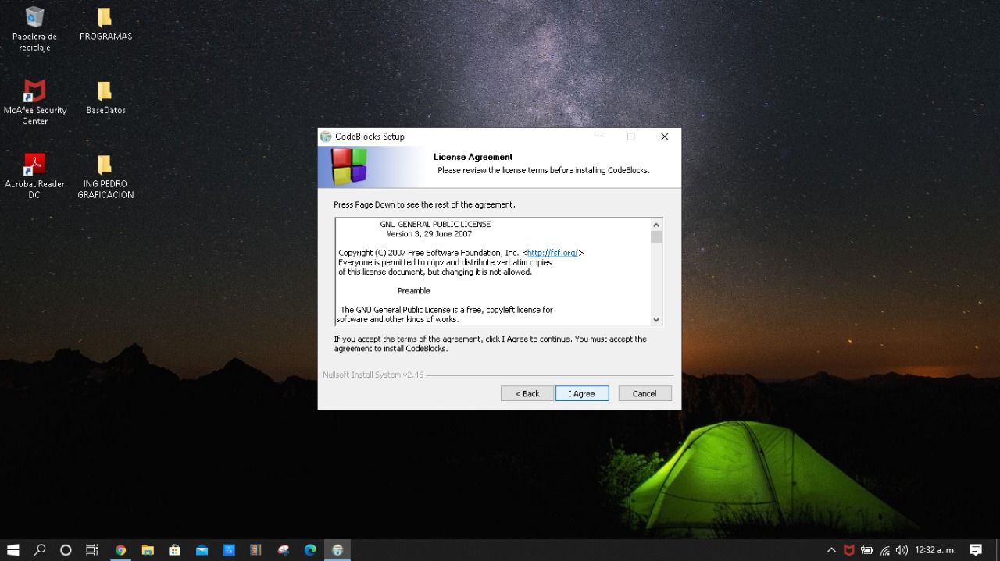 Papelera de
reciclaje
PROGRAMAS
McAfee Security
Center
BaseDatos
Acrobat Reader
DC
ING PEDRO
GRAFICACION
CodeBlocks Setup
License Agreement
Please review the license terms before installing CodeBlocks.
Press Page Down to see the rest of the agreement.
GNU GENERAL PUBLIC LICENSE
Version 3, 29 June 2007
Copyright (C) 2007 Free Software Foundation, Inc. <http://fsf.org/>
Everyone is permitted to copy and distribute verbatim copies
of this license document, but changing it is not allowed.
Preamble
The GNU General Public License is a free, copyleft license for
software and other kinds of works.
If you accept the terms of the agreement, click I Agree to continue. You must accept the
agreement to install CodeBlocks.
Nullsoft Install System v2.46
< Back
I Agree
Cancel
12:32 a. m.